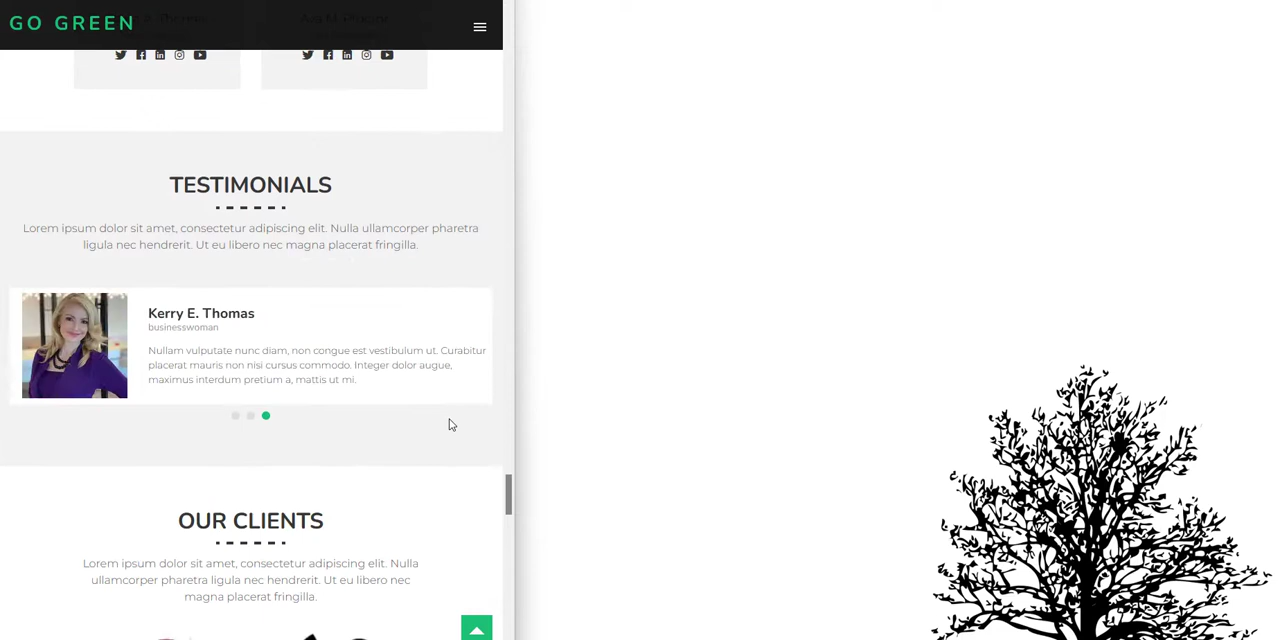 GO GREEN
TESTIMONIALS
Lorem ipsum dolor sit amet, consectetur adipiscing elit. Nulla ullamcorper pharetra
ligula nec hendrerit. Ut eu libero nec magna placerat fringilla.
Kerry E. Thomas
businesswoman
Nullam vulputate nunc diam, non congue est vestibulum ut. Curabitur
placerat mauris non nisi cursus commodo. Integer dolor augue,
maximus interdum pretium a, mattis ut mi.
OUR CLIENTS
Lorem ipsum dolor sit amet, consectetur adipiscing elit. Nulla
ullamcorper pharetra ligula nec hendrerit. Ut eu libero nec
magna placerat fringilla.